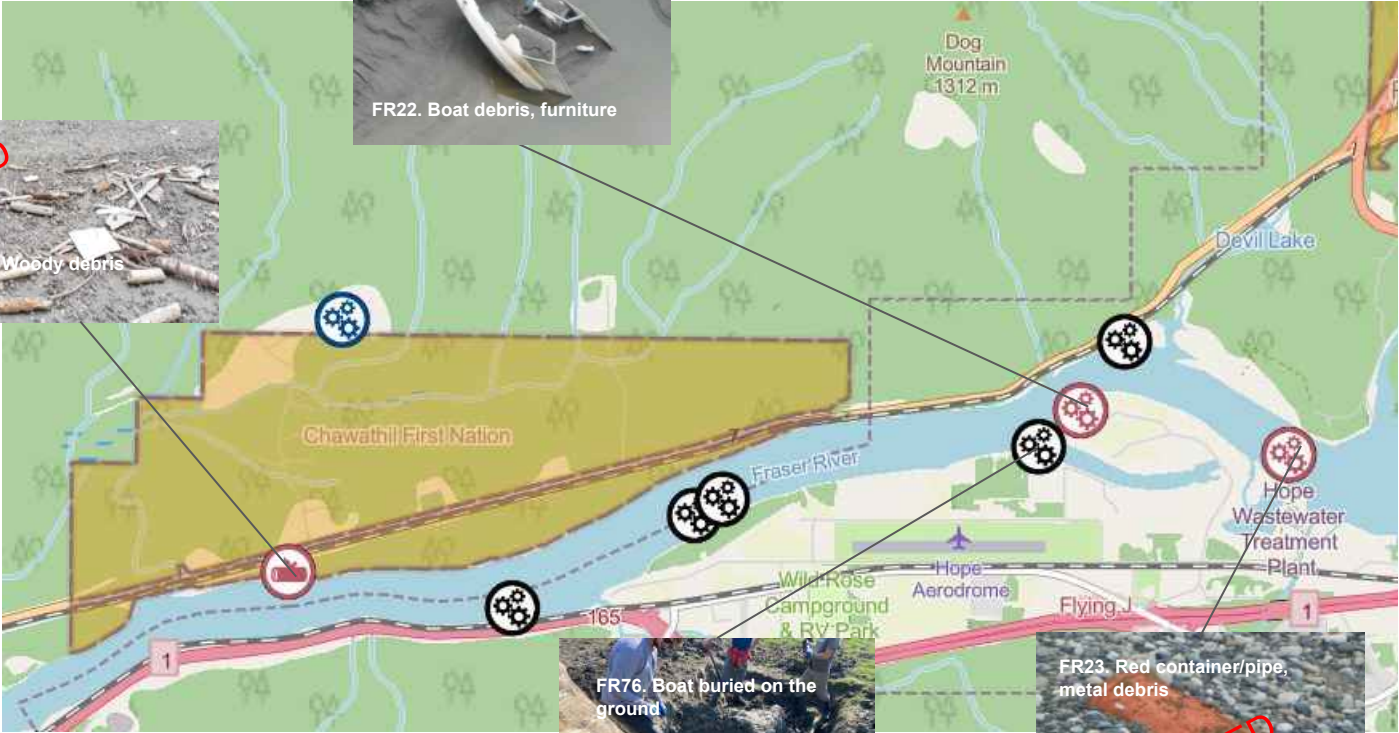 FR22. Boat debris, furniture
Dog
Mountain
1312 m
Woody debris
Devil Lake
Chawathil First Nation
7
Fraser River
Hope
Wastewater
Treatment
Plant
Hope
Aerodrome
Wild Rose
Campground
& RV Park
Flying J
165
1
1
FR76. Boat buried on the
ground
FR23. Red container/pipe,
metal debris